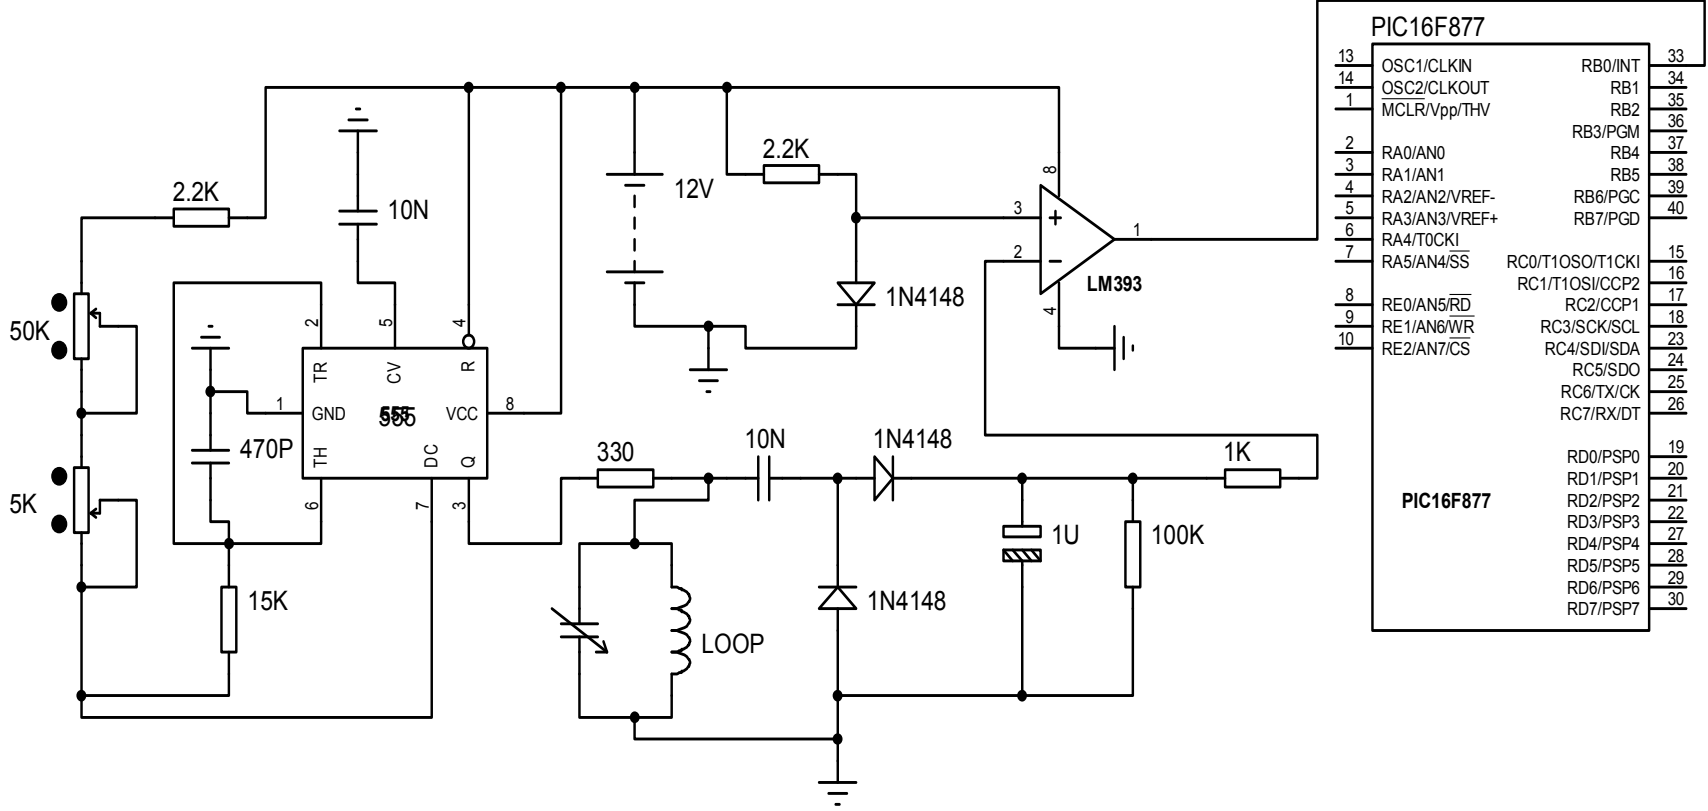 PIC16F877
13 OSC1/CLKIN RB0/INT 33
14 OSC2/CLKOUT RB1 34
1 MCLR/Vpp/THV RB2 35
RB3/PGM 36
2 RA0/AN0 RB4 37
3 RA1/AN1 RB5 38
4 RA2/AN2/VREF- RB6/PGC 39
5 RA3/AN3/VREF+ RB7/PGD 40
6 RA4/T0CKI
7 RA5/AN4/SS RC0/T1OSO/T1CKI 15
RC1/T1OSI/CCP2 16
8 RE0/AN5/RD RC2/CCP1 17
9 RE1/AN6/WR RC3/SCK/SCL 18
10 RE2/AN7/CS RC4/SDI/SDA 23
RC5/SDO 24
RC6/TX/CK 25
RC7/RX/DT 26
RD0/PSP0 19
RD1/PSP1 20
PIC16F877 RD2/PSP2 21
RD3/PSP3 22
RD4/PSP4 27
RD5/PSP5 28
RD6/PSP6 29
RD7/PSP7 30
2.2K
10N
12V
2.2K
8
3 +
2 -
1
4
LM393
1N4148
50K
5K
2
5
4
TR
CV
R
1 GND
555
VCC 8
TH
DC
Q
6
7
3
470P
15K
330
10N
1N4148
1K
1U
100K
1N4148
LOOP